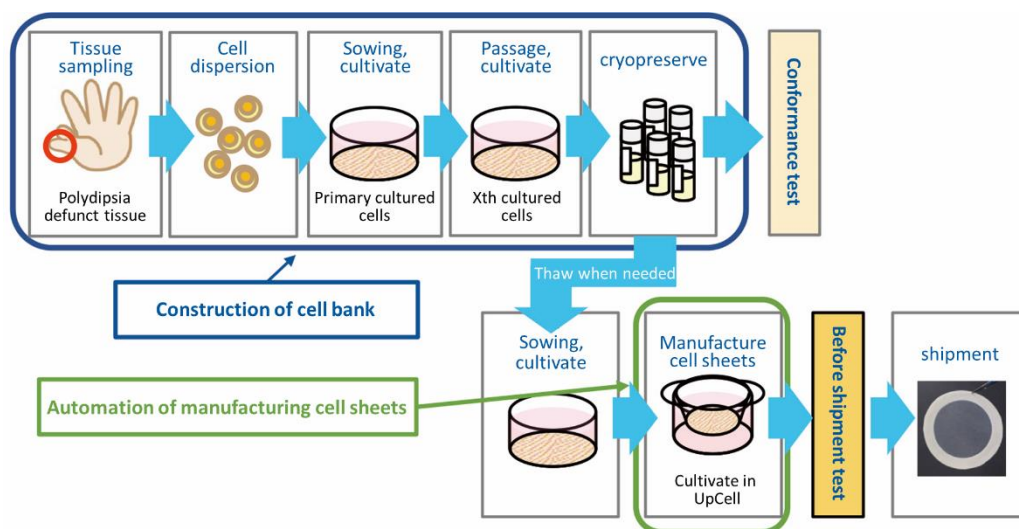 Tissue
sampling
Polydipsia
defunct tissue
Cell
dispersion
Sowing,
cultivate
Primary cultured
cells
Passage,
cultivate
Xth cultured
cells
cryopreserve
Conformance test
Thaw when needed
Construction of cell bank
Automation of manufacturing cell sheets
Sowing,
cultivate
Manufacture
cell sheets
Cultivate in
UpCell
Before shipment
test
shipment